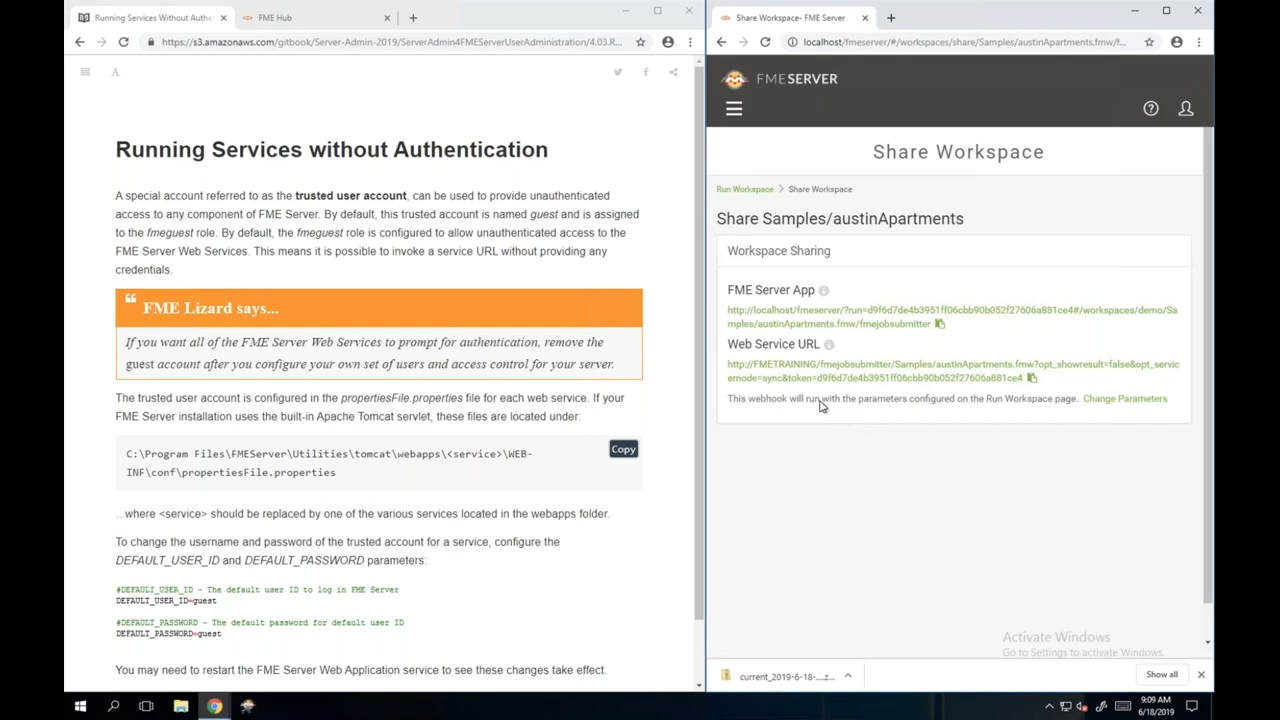 Running Services Without Authe
FME Hub
https://s3.amazonaws.com/gitbook/Server-Admin-2019/ServerAdmin4FMEServerUserAdministration/4.03.R...
A
Running Services without Authentication
A special account referred to as the trusted user account, can be used to provide unauthenticated
access to any component of FME Server. By default, this trusted account is named guest and is assigned
to the fmeguest role. By default, the fmeguest role is configured to allow unauthenticated access to the
FME Server Web Services. This means it is possible to invoke a service URL without providing any
credentials.
FME Lizard says...
If you want all of the FME Server Web Services to prompt for authentication, remove the
guest account after you configure your own set of users and access control for your server.
The trusted user account is configured in the propertiesFile.properties file for each web service. If your
FME Server installation uses the built-in Apache Tomcat servlet, these files are located under:
Copy
C:\Program Files\FMEServer\Utilities\tomcat\webapps\<service>\WEB-
INF\conf\propertiesFile.properties
...where <service> should be replaced by one of the various services located in the webapps folder.
To change the username and password of the trusted account for a service, configure the
DEFAULT_USER_ID and DEFAULT_PASSWORD parameters:
#DEFAULT_USER_ID - The default user ID to log in FME Server
DEFAULT_USER_ID=guest
#DEFAULT_PASSWORD - The default password for default user ID
DEFAULT_PASSWORD=guest
You may need to restart the FME Server Web Application service to see these changes take effect.
Share Workspace- FME Server
localhost/fmeserver/#/workspaces/share/Samples/austinApartments.fmw/f...
FMESERVER
Share Workspace
Run Workspace > Share Workspace
Share Samples/austinApartments
Workspace Sharing
FME Server App
http://localhost/fmeserver/?run=d9f6d7de4b3951ff06cbb90b052f27606a881ce4#/workspaces/demo/Sa
mples/austinApartments.fmw/fmejobsubmitter
Web Service URL
http://FMETRAINING/fmejobsubmitter/Samples/austinApartments.fmw?opt_showresult=false&opt_servic
emode=sync&token=d9f6d7de4b3951ff06cbb90b052f27606a881ce4
This webhook will run with the parameters configured on the Run Workspace page. Change Parameters
Activate Windows
Go to Settings to activate Windows.
current_2019-6-18-....z...
Show all
9:09 AM
6/18/2019